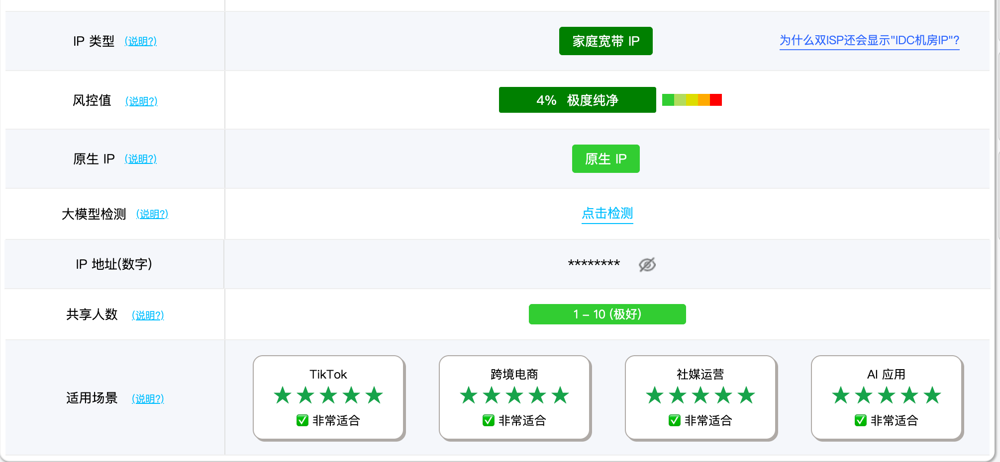 IP 类型 (说明?) 家庭宽带 IP 为什么双ISP还会显示"IDC机房IP"?
风控值 (说明?) 4% 极度纯净
原生 IP (说明?) 原生 IP
大模型检测 (说明?) 点击检测
IP 地址(数字) ********
共享人数 (说明?) 1 – 10 (极好)
适用场景 (说明?)
TikTok
★★★★★
✅ 非常适合
跨境电商
★★★★★
✅ 非常适合
社媒运营
★★★★★
✅ 非常适合
AI 应用
★★★★★
✅ 非常适合